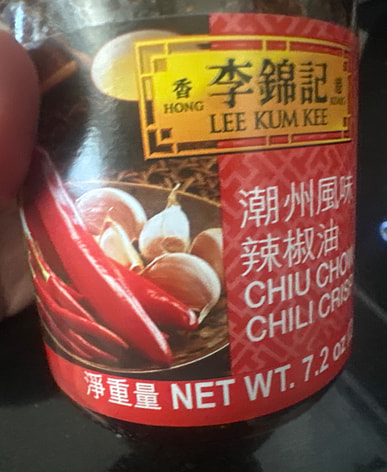 香 李錦記 港
HONG KONG
LEE KUM KEE
潮州風味
辣椒油
CHIU CHOW
CHILI CRISP
淨重量 NET WT. 7.2 oz